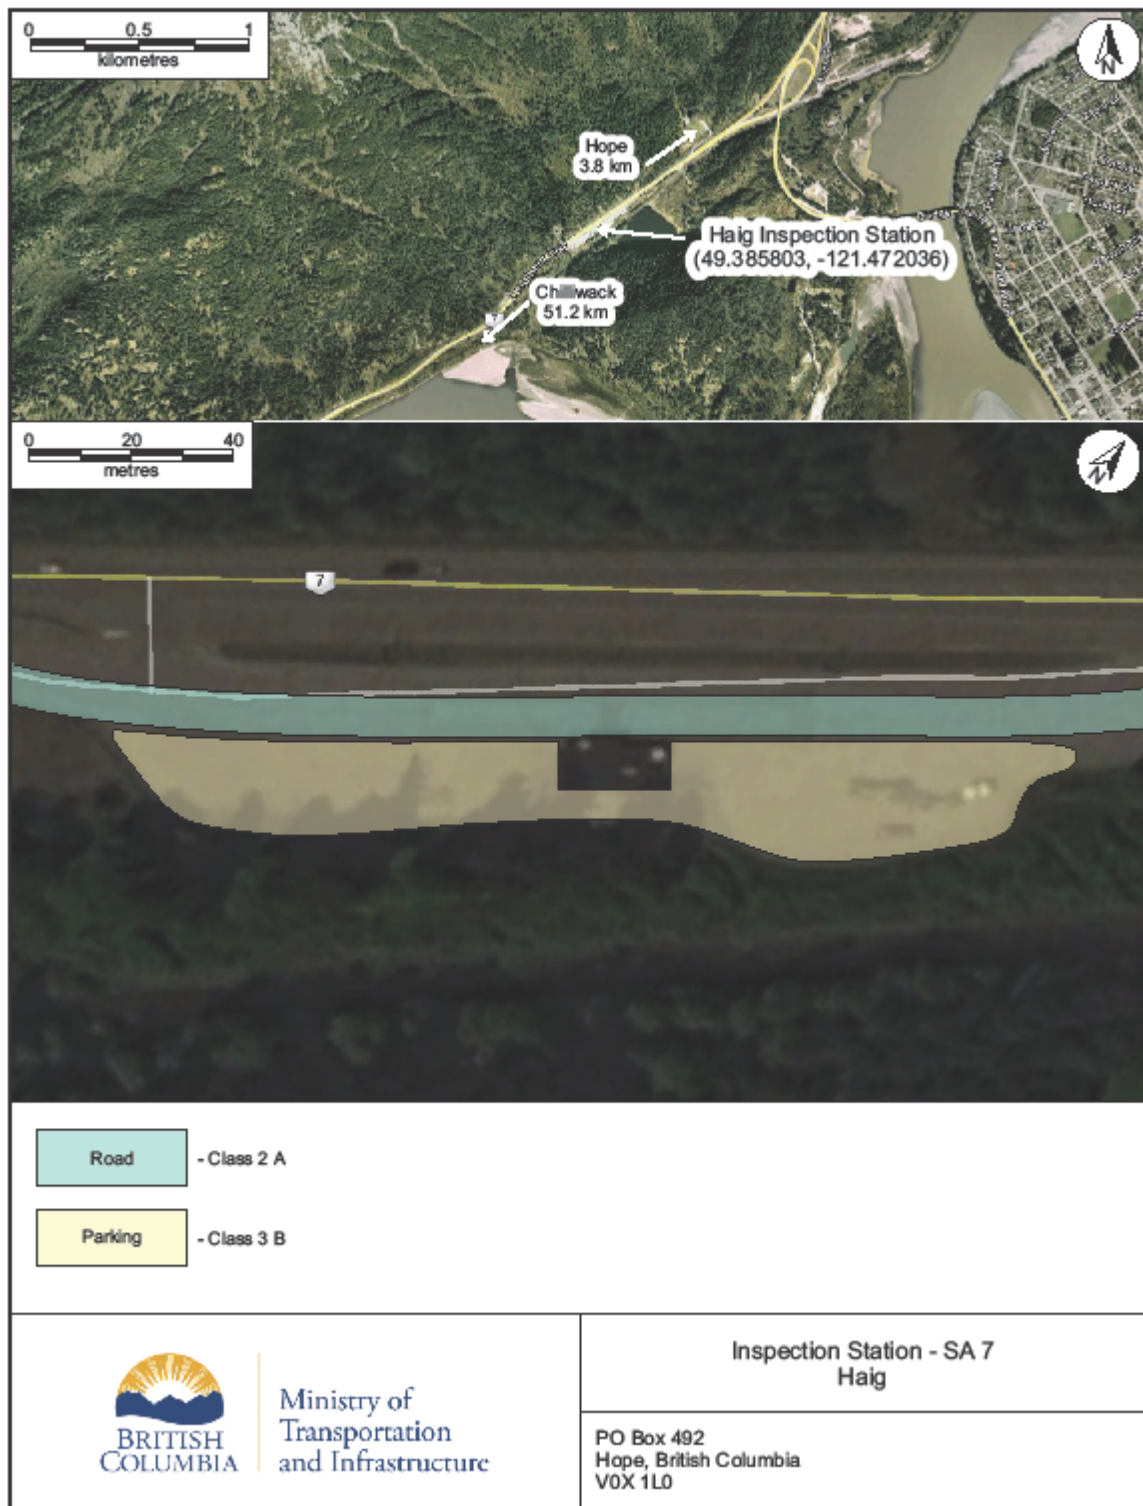 0 0.5 1
kilometres
N
Hope
3.8 km
Haig Inspection Station
(49.385803, -121.472036)
Chilliwack
51.2 km
7
0 20 40
metres
N
7
Road - Class 2 A
Parking - Class 3 B
BRITISH
COLUMBIA
Ministry of
Transportation
and Infrastructure
Inspection Station - SA 7
Haig
PO Box 492
Hope, British Columbia
V0X 1L0